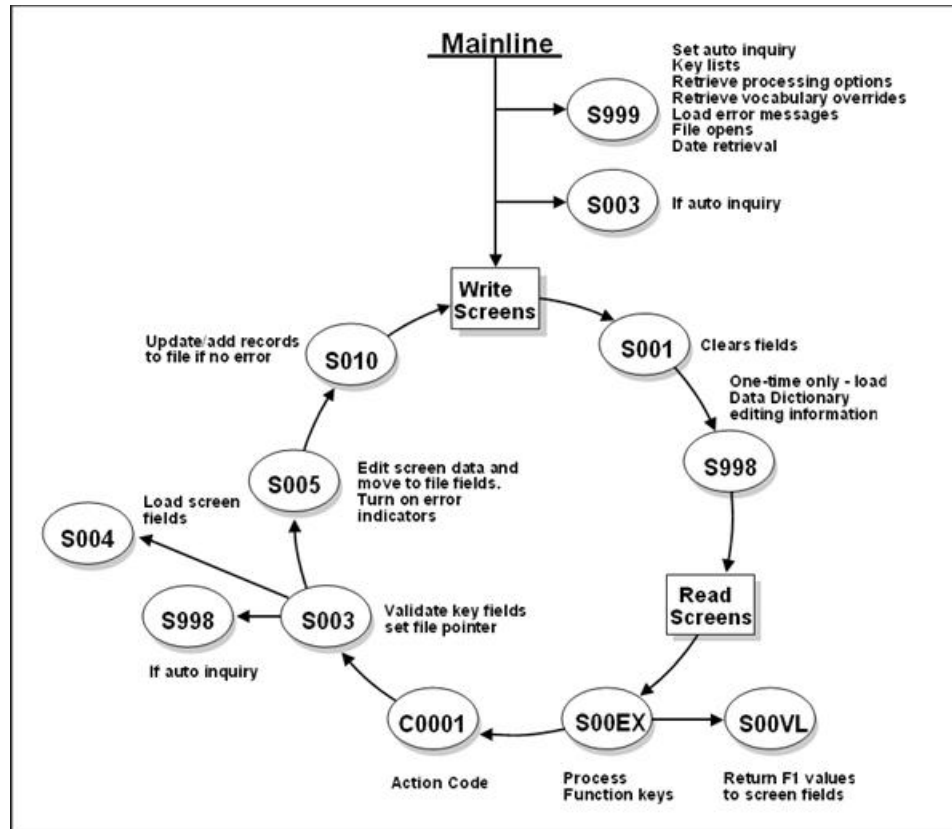 Mainline
S999
Set auto inquiry
Key lists
Retrieve processing options
Retrieve vocabulary overrides
Load error messages
File opens
Date retrieval
S003
If auto inquiry
Write
Screens
S001
Clears fields
One-time only - load
Data Dictionary
editing information
S998
Read
Screens
S00EX
Process
Function keys
S00VL
Return F1 values
to screen fields
C0001
Action Code
S003
Validate key fields
set file pointer
S998
If auto inquiry
S004
Load screen
fields
S005
Edit screen data and
move to file fields.
Turn on error
indicators
S010
Update/add records
to file if no error